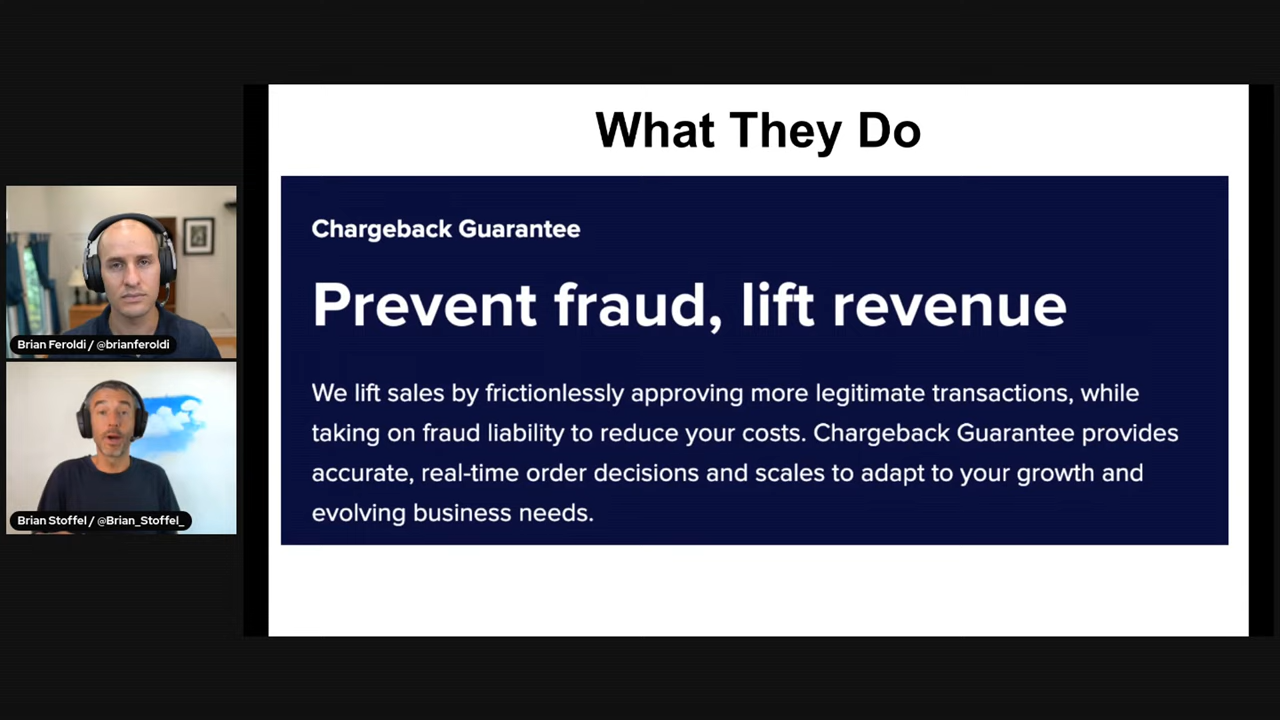 What They Do
Chargeback Guarantee
Prevent fraud, lift revenue
We lift sales by frictionlessly approving more legitimate transactions, while
taking on fraud liability to reduce your costs. Chargeback Guarantee provides
accurate, real-time order decisions and scales to adapt to your growth and
evolving business needs.
Brian Feroldi / @brianferoldi
Brian Stoffel / @Brian_Stoffel_